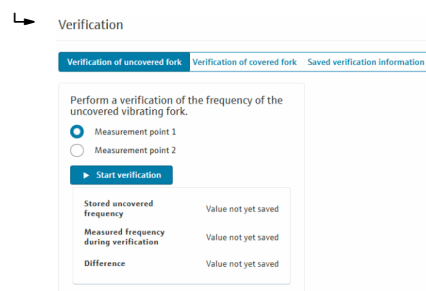 Verification
Verification of uncovered fork Verification of covered fork Saved verification information
Perform a verification of the frequency of the
uncovered vibrating fork.
Measurement point 1
Measurement point 2
Start verification
Stored uncovered
frequency Value not yet saved
Measured frequency
during verification Value not yet saved
Difference Value not yet saved